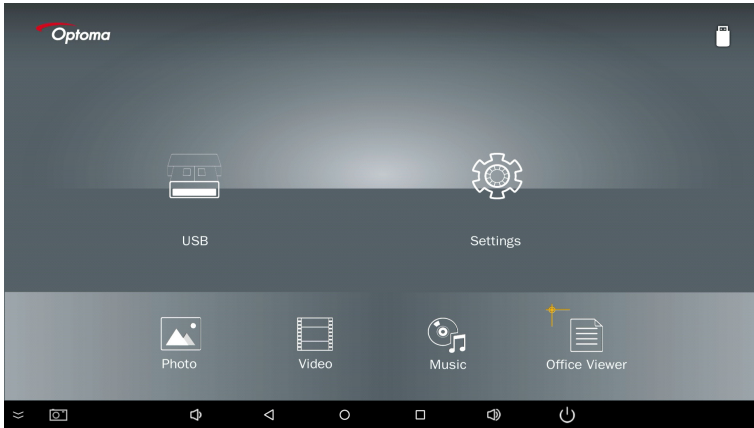 Optoma
USB
Settings
Photo
Video
Music
Office Viewer